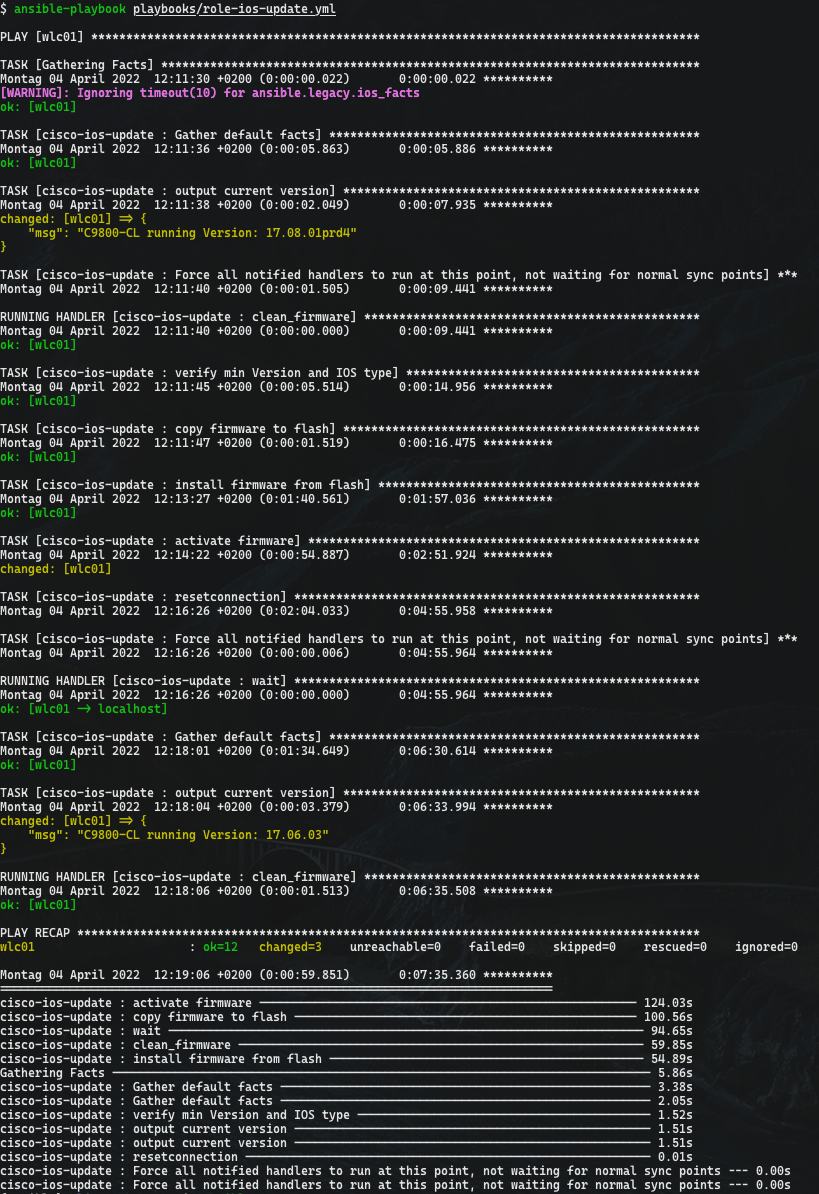 $ ansible-playbook playbooks/role-ios-update.yml
PLAY [wlc01] ***************************************************************************************
TASK [Gathering Facts] *****************************************************************************
Montag 04 April 2022  12:11:30 +0200 (0:00:00.022)       0:00:00.022 **********
[WARNING]: Ignoring timeout(10) for ansible.legacy.ios_facts
ok: [wlc01]
TASK [cisco-ios-update : Gather default facts] *****************************************************
Montag 04 April 2022  12:11:36 +0200 (0:00:05.863)       0:00:05.886 **********
ok: [wlc01]
TASK [cisco-ios-update : output current version] ***************************************************
Montag 04 April 2022  12:11:38 +0200 (0:00:02.049)       0:00:07.935 **********
changed: [wlc01] => {
    "msg": "C9800-CL running Version: 17.08.01prd4"
}
TASK [cisco-ios-update : Force all notified handlers to run at this point, not waiting for normal sync points] ***
Montag 04 April 2022  12:11:40 +0200 (0:00:01.505)       0:00:09.441 **********
RUNNING HANDLER [cisco-ios-update : clean_firmware] ************************************************
Montag 04 April 2022  12:11:40 +0200 (0:00:00.000)       0:00:09.441 **********
ok: [wlc01]
TASK [cisco-ios-update : verify min Version and IOS type] ******************************************
Montag 04 April 2022  12:11:45 +0200 (0:00:05.514)       0:00:14.956 **********
ok: [wlc01]
TASK [cisco-ios-update : copy firmware to flash] ***************************************************
Montag 04 April 2022  12:11:47 +0200 (0:00:01.519)       0:00:16.475 **********
ok: [wlc01]
TASK [cisco-ios-update : install firmware from flash] **********************************************
Montag 04 April 2022  12:13:27 +0200 (0:01:40.561)       0:01:57.036 **********
ok: [wlc01]
TASK [cisco-ios-update : activate firmware] ********************************************************
Montag 04 April 2022  12:14:22 +0200 (0:00:54.887)       0:02:51.924 **********
changed: [wlc01]
TASK [cisco-ios-update : resetconnection] **********************************************************
Montag 04 April 2022  12:16:26 +0200 (0:02:04.033)       0:04:55.958 **********
TASK [cisco-ios-update : Force all notified handlers to run at this point, not waiting for normal sync points] ***
Montag 04 April 2022  12:16:26 +0200 (0:00:00.006)       0:04:55.964 **********
RUNNING HANDLER [cisco-ios-update : wait] **********************************************************
Montag 04 April 2022  12:16:26 +0200 (0:00:00.000)       0:04:55.964 **********
ok: [wlc01 -> localhost]
TASK [cisco-ios-update : Gather default facts] *****************************************************
Montag 04 April 2022  12:18:01 +0200 (0:01:34.649)       0:06:30.614 **********
ok: [wlc01]
TASK [cisco-ios-update : output current version] ***************************************************
Montag 04 April 2022  12:18:04 +0200 (0:00:03.379)       0:06:33.994 **********
changed: [wlc01] => {
    "msg": "C9800-CL running Version: 17.06.03"
}
RUNNING HANDLER [cisco-ios-update : clean_firmware] ************************************************
Montag 04 April 2022  12:18:06 +0200 (0:00:01.513)       0:06:35.508 **********
ok: [wlc01]
PLAY RECAP *****************************************************************************************
wlc01                      : ok=12   changed=3    unreachable=0    failed=0    skipped=0    rescued=0    ignored=0
Montag 04 April 2022  12:19:06 +0200 (0:00:59.851)       0:07:35.360 **********
===============================================================================
cisco-ios-update : activate firmware ------------------------------------------------------ 124.03s
cisco-ios-update : copy firmware to flash ------------------------------------------------- 100.56s
cisco-ios-update : wait -------------------------------------------------------------------- 94.65s
cisco-ios-update : clean_firmware ---------------------------------------------------------- 59.85s
cisco-ios-update : install firmware from flash --------------------------------------------- 54.89s
Gathering Facts ----------------------------------------------------------------------------- 5.86s
cisco-ios-update : Gather default facts ----------------------------------------------------- 3.38s
cisco-ios-update : Gather default facts ----------------------------------------------------- 2.05s
cisco-ios-update : verify min Version and IOS type ------------------------------------------ 1.52s
cisco-ios-update : output current version --------------------------------------------------- 1.51s
cisco-ios-update : output current version --------------------------------------------------- 1.51s
cisco-ios-update : resetconnection ---------------------------------------------------------- 0.01s
cisco-ios-update : Force all notified handlers to run at this point, not waiting for normal sync points --- 0.00s
cisco-ios-update : Force all notified handlers to run at this point, not waiting for normal sync points --- 0.00s